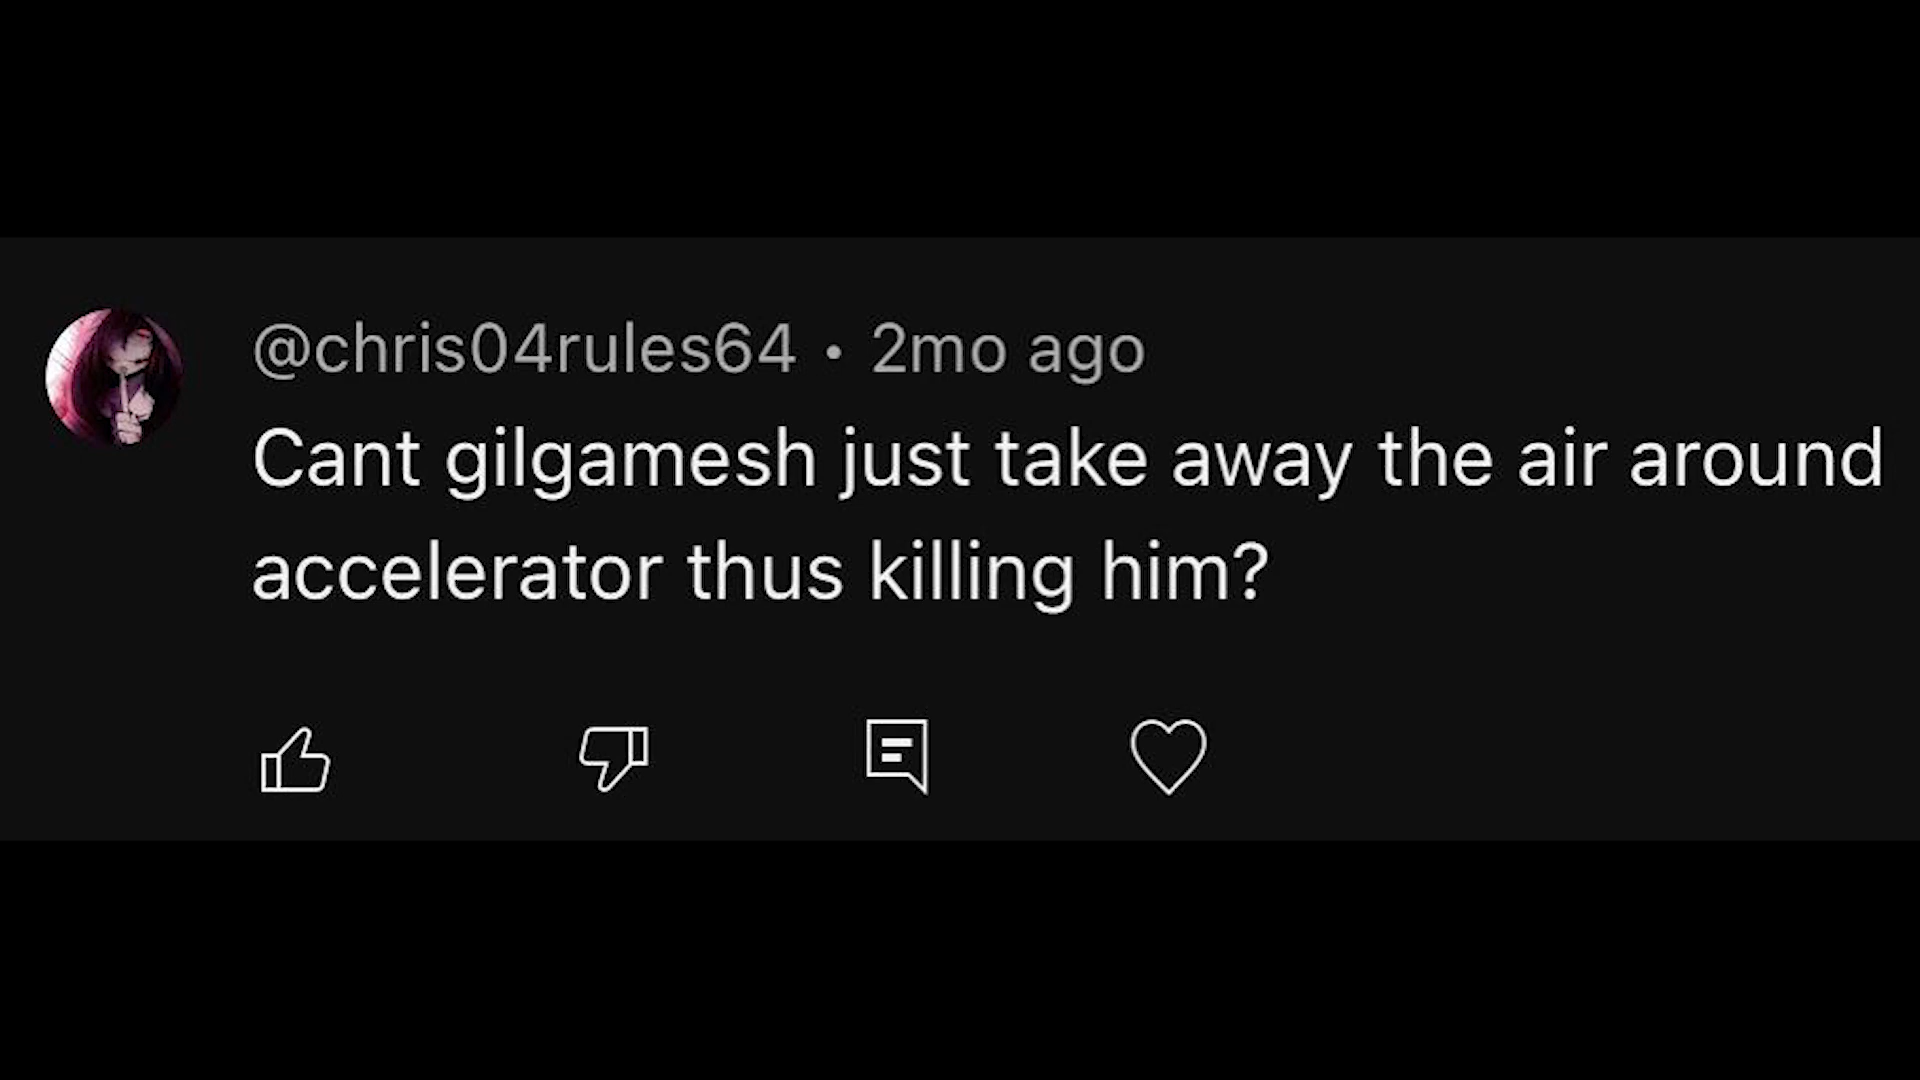 @chris04rules64 • 2mo ago
Cant gilgamesh just take away the air around
accelerator thus killing him?